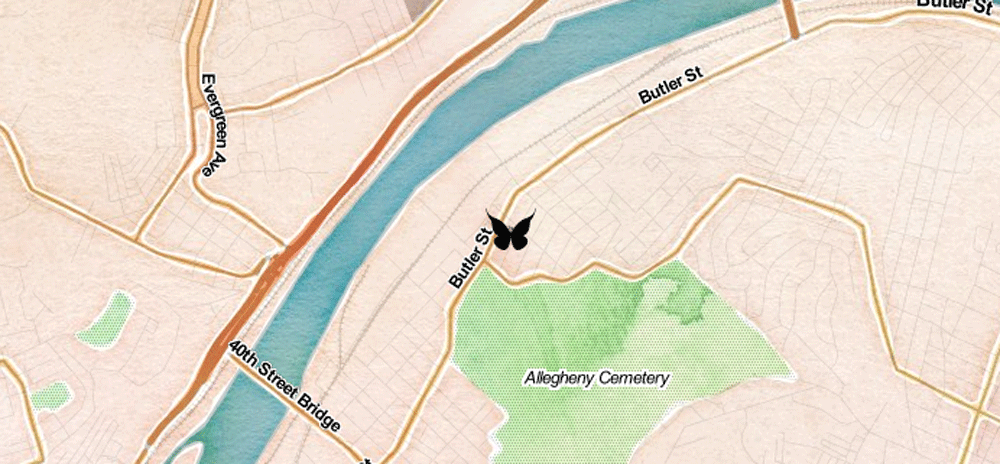 Butler St
Butler St
Evergreen Ave
Butler St
40th Street Bridge
Allegheny Cemetery